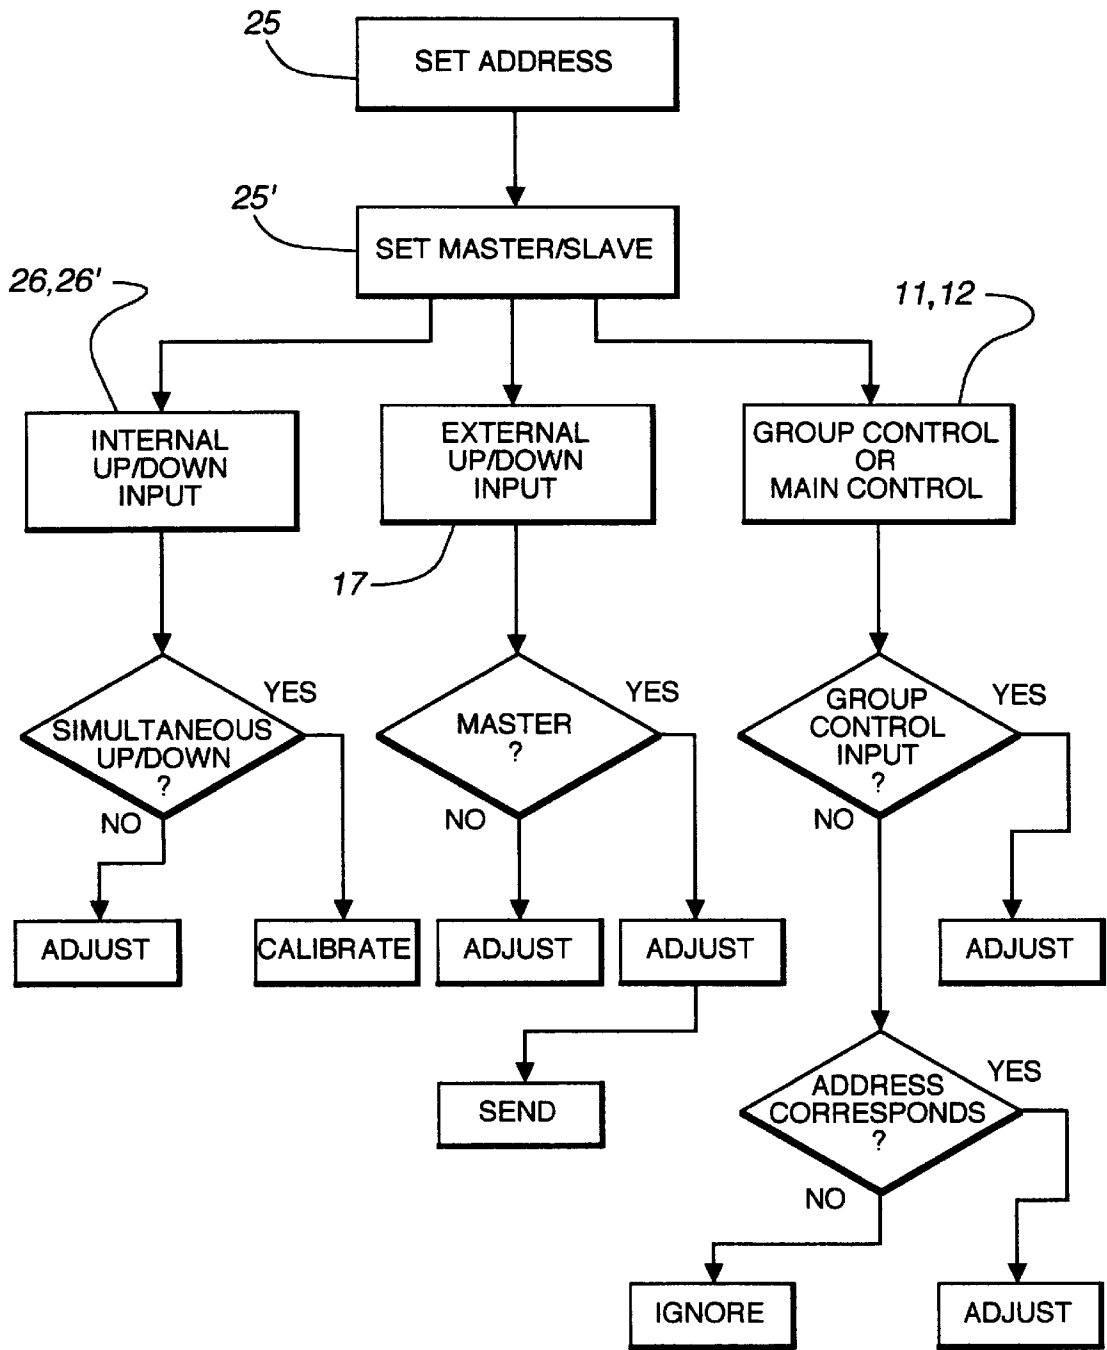 25
SET ADDRESS
25'
SET MASTER/SLAVE
26,26'
11,12
INTERNAL
UP/DOWN
INPUT
EXTERNAL
UP/DOWN
INPUT
GROUP CONTROL
OR
MAIN CONTROL
17
SIMULTANEOUS
UP/DOWN
?
YES
NO
MASTER
?
YES
NO
GROUP
CONTROL
INPUT
?
YES
NO
ADJUST
CALIBRATE
ADJUST
ADJUST
ADJUST
SEND
ADDRESS
CORRESPONDS
?
YES
NO
IGNORE
ADJUST